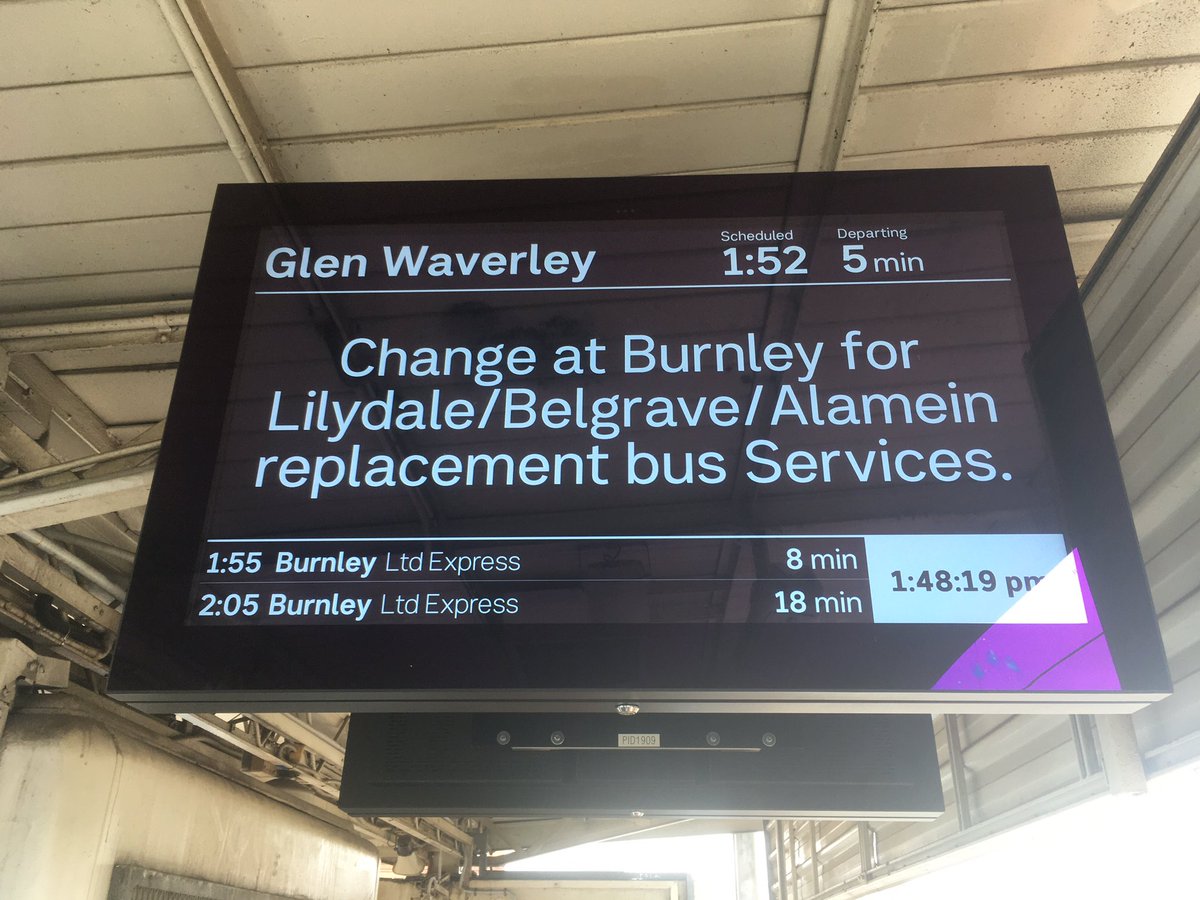 Glen Waverley
Scheduled
1:52
Departing
5 min
Change at Burnley for
Lilydale/Belgrave/Alamein
replacement bus Services.
1:55 Burnley Ltd Express 8 min
2:05 Burnley Ltd Express 18 min
1:48:19 pm
PID1909